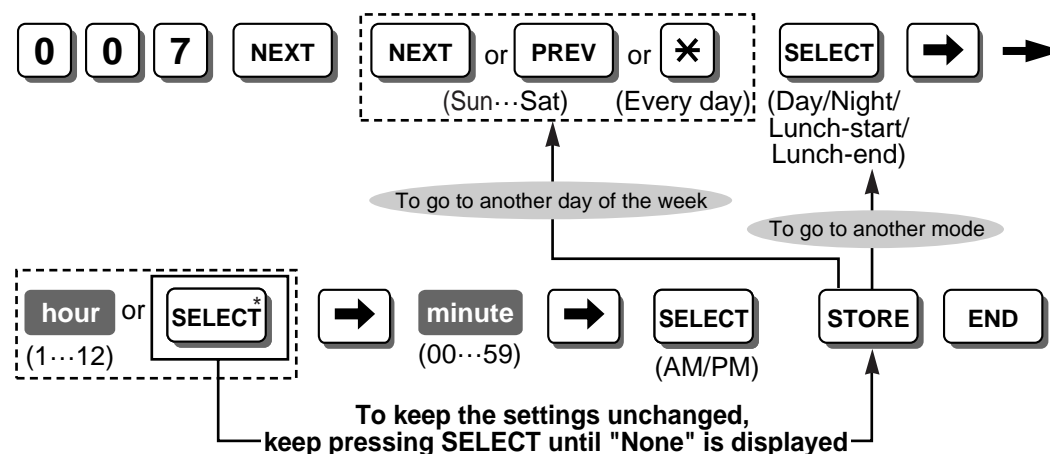 0 0 7 NEXT NEXT or PREV or ✳ SELECT ➡
(Sun···Sat) (Every day) (Day/Night/
Lunch-start/
Lunch-end)
To go to another day of the week
To go to another mode
hour or SELECT* ➡ minute ➡ SELECT STORE END
(1···12) (00···59) (AM/PM)
To keep the settings unchanged,
keep pressing SELECT until "None" is displayed